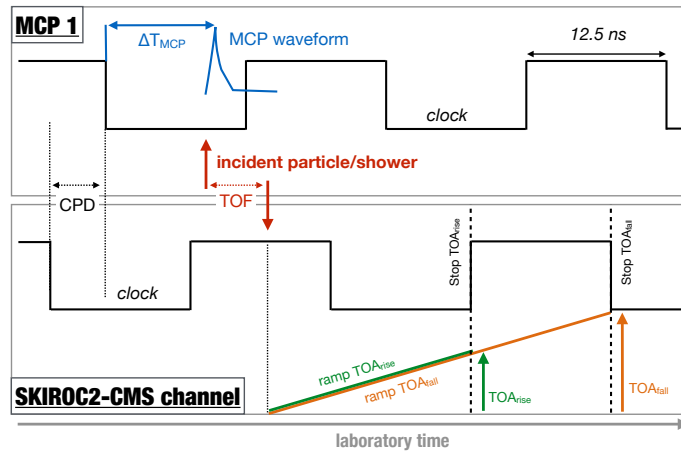 MCP 1
ΔT_MCP
MCP waveform
12.5 ns
clock
incident particle/shower
CPD
TOF
clock
Stop TOA_rise
Stop TOA_fall
ramp TOA_rise
ramp TOA_fall
TOA_rise
TOA_fall
SKIROC2-CMS channel
laboratory time